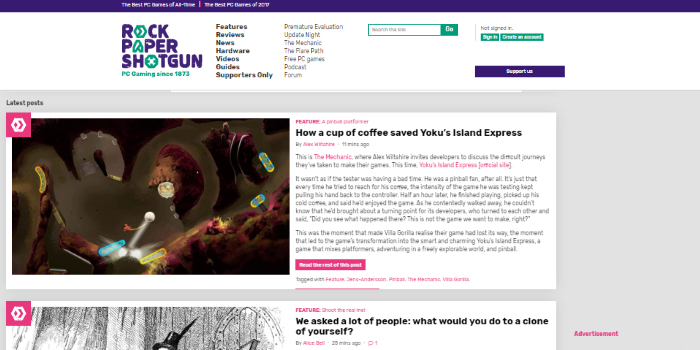 The Best PC Games of All-Time | The Best PC Games of 2017
ROCK
PAPER
SHOTGUN
PC Gaming since 1873
Features
Reviews
News
Hardware
Videos
Guides
Supporters Only
Premature Evaluation
Update Night
The Mechanic
The Flare Path
Free PC games
Podcast
Forum
Search the site
Go
Not signed in.
Sign in Create an account
Support us
Latest posts
FEATURE: A pinball platformer
How a cup of coffee saved Yoku's Island Express
By Alex Wiltshire · 11 mins ago
This is The Mechanic, where Alex Wiltshire invites developers to discuss the difficult journeys
they've taken to make their games. This time, Yoku's Island Express [official site].
It wasn't as if the tester was having a bad time. He was a pinball fan, after all. It's just that
every time he tried to reach for his coffee, the intensity of the game he was testing kept
pulling his hand back to the controller. Half an hour later, he finished playing, picked up his
cold coffee, and said he'd enjoyed the game. As he contentedly walked away, he couldn't
know that he'd brought about a turning point for its developers, who turned to each other and
said, "Did you see what happened there? This is not the game we want to make, right?"
This was the moment that made Villa Gorilla realise that their game had lost its way, the moment
that led to the game's transformation into the smart and charming Yoku's Island Express, a
game that mixes platformers, adventuring in a freely explorable world, and pinball.
Read the rest of this post
Tagged with Feature, Jens-Andersson, Pinball, The Mechanic, Villa Gorilla.
FEATURE: Shoot the real me!
We asked a lot of people: what would you do to a clone
of yourself?
By Alice Bell · 28 mins ago · 1
Advertisement